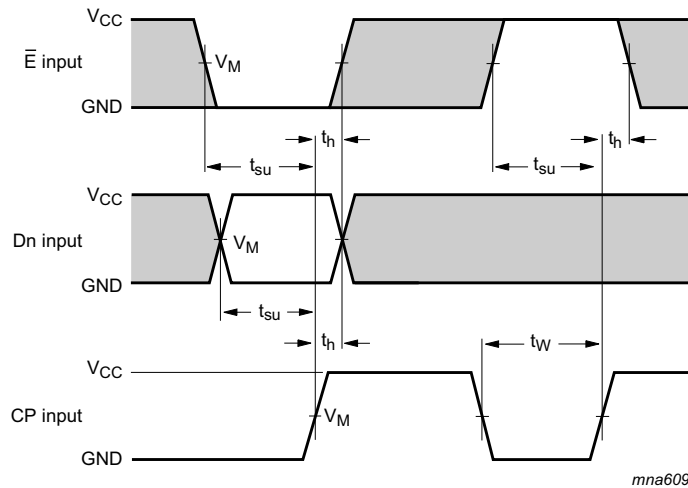 V_CC
E̅ input
V_M
GND
t_h
t_h
t_su
t_su
V_CC
Dn input
V_M
GND
t_su
t_h
t_W
V_CC
CP input
V_M
GND
mna609